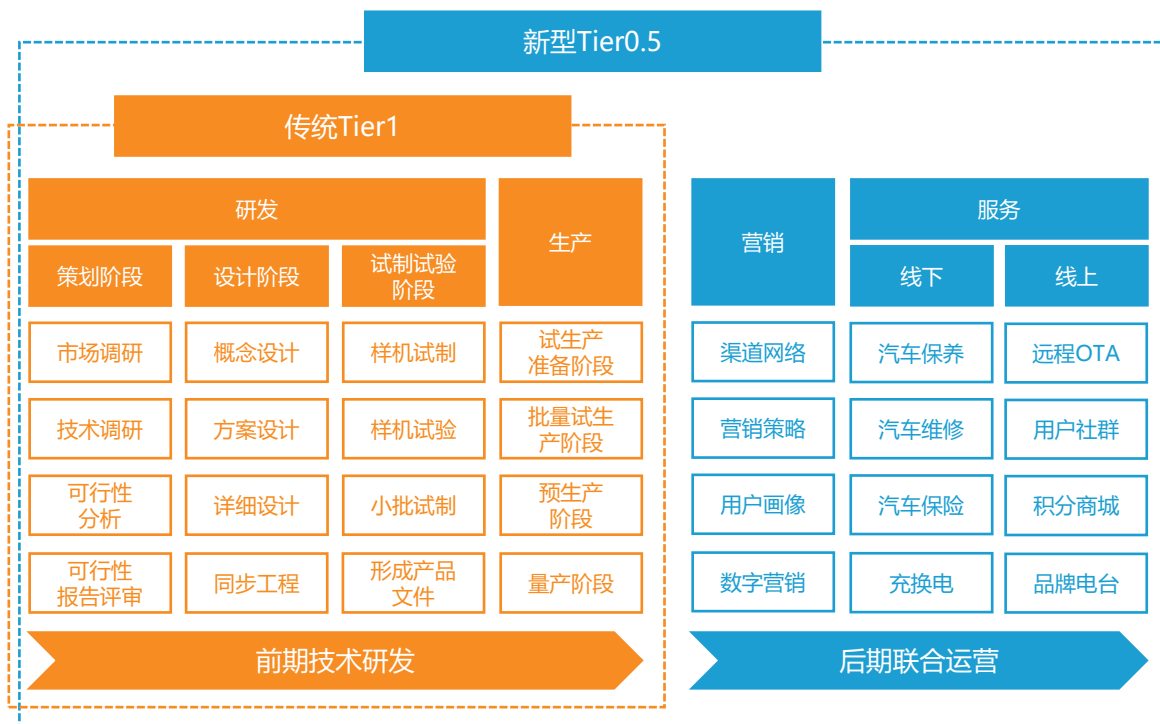 新型Tier0.5
传统Tier1
研发
生产
营销
服务
策划阶段
设计阶段
试制试验
阶段
线下
线上
市场调研
概念设计
样机试制
试生产
准备阶段
渠道网络
汽车保养
远程OTA
技术调研
方案设计
样机试验
批量试生
产阶段
营销策略
汽车维修
用户社群
可行性
分析
详细设计
小批试制
预生产
阶段
用户画像
汽车保险
积分商城
可行性
报告评审
同步工程
形成产品
文件
量产阶段
数字营销
充换电
品牌电台
前期技术研发
后期联合运营